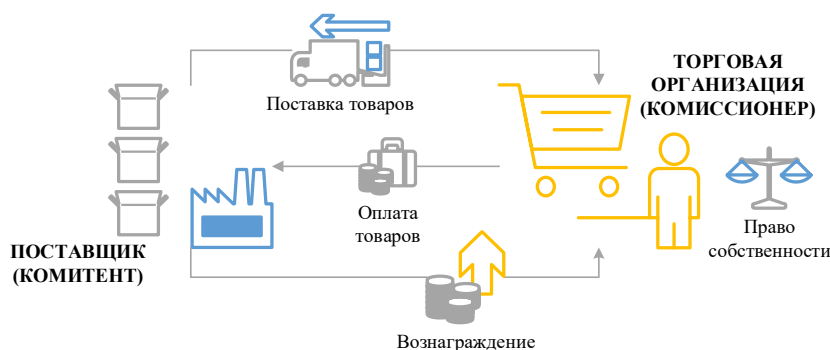 Поставка товаров
ТОРГОВАЯ
ОРГАНИЗАЦИЯ
(КОМИССИОНЕР)
Оплата
товаров
Право
собственности
ПОСТАВЩИК
(КОМИТЕНТ)
Вознаграждение